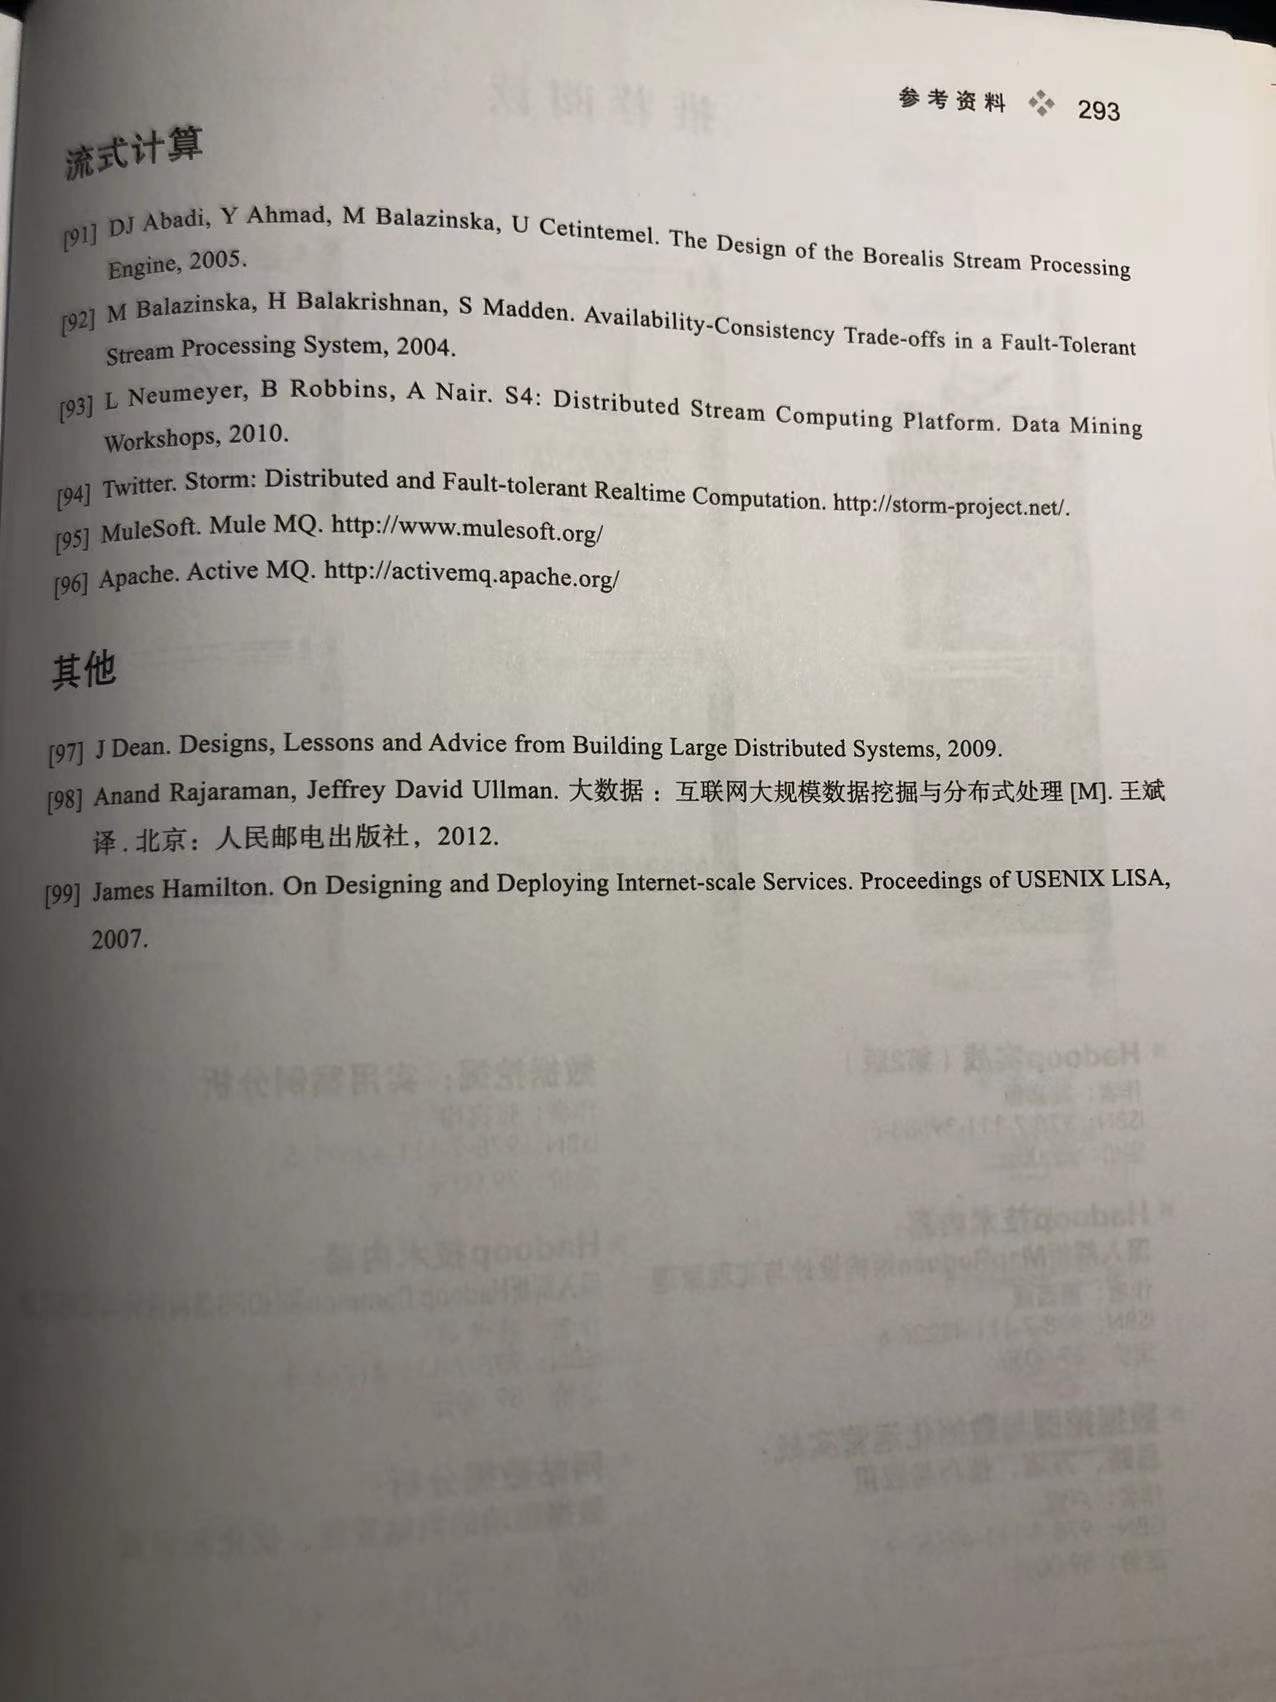 参考资料 293
流式计算
[91] DJ Abadi, Y Ahmad, M Balazinska, U Cetintemel. The Design of the Borealis Stream Processing
Engine, 2005.
[92] M Balazinska, H Balakrishnan, S Madden. Availability-Consistency Trade-offs in a Fault-Tolerant
Stream Processing System, 2004.
[93] L Neumeyer, B Robbins, A Nair. S4: Distributed Stream Computing Platform. Data Mining
Workshops, 2010.
[94] Twitter. Storm: Distributed and Fault-tolerant Realtime Computation. http://storm-project.net/.
[95] MuleSoft. Mule MQ. http://www.mulesoft.org/
[96] Apache. Active MQ. http://activemq.apache.org/
其他
[97] J Dean. Designs, Lessons and Advice from Building Large Distributed Systems, 2009.
[98] Anand Rajaraman, Jeffrey David Ullman. 大数据：互联网大规模数据挖掘与分布式处理 [M]. 王斌
译. 北京：人民邮电出版社，2012.
[99] James Hamilton. On Designing and Deploying Internet-scale Services. Proceedings of USENIX LISA,
2007.